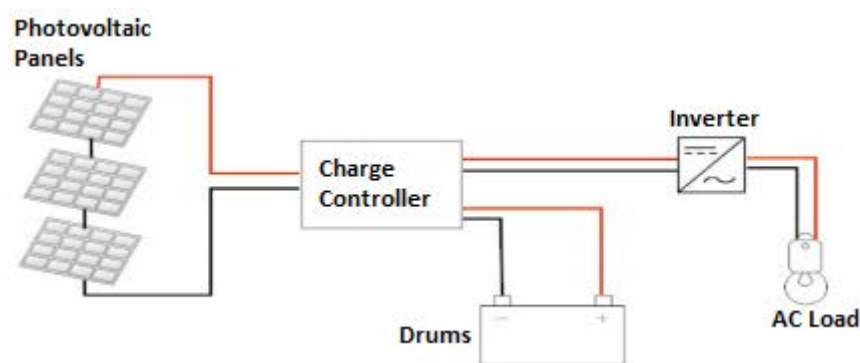 Photovoltaic
Panels
Inverter
Charge
Controller
Drums
− +
AC Load